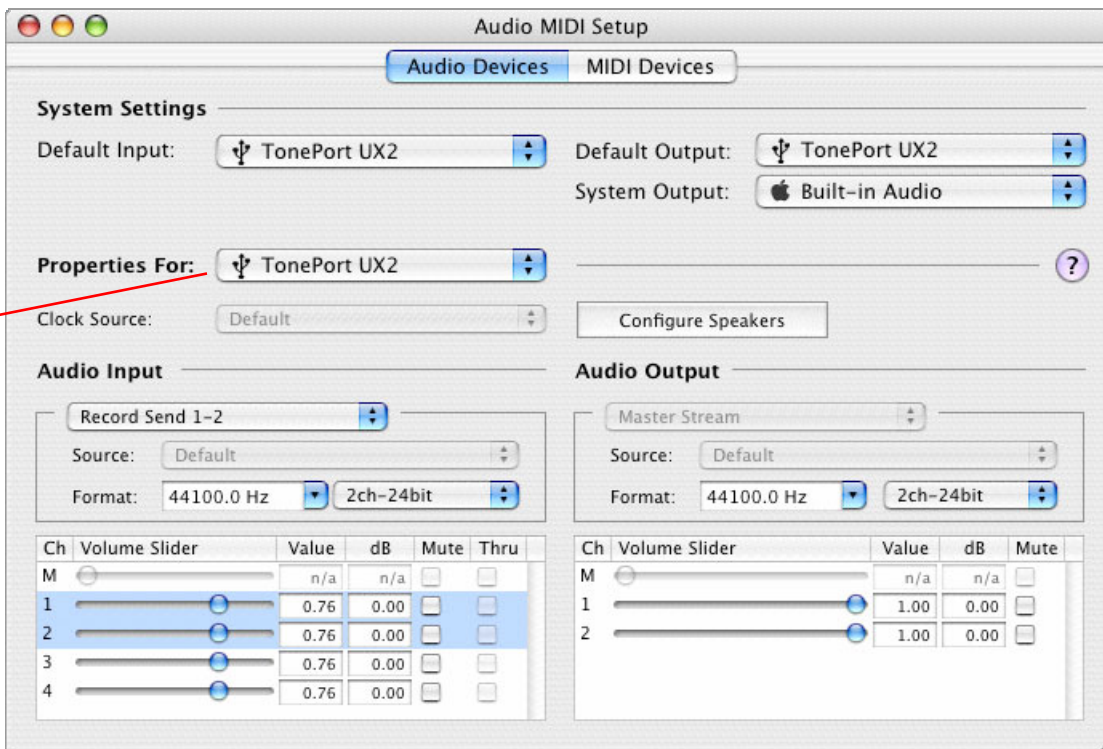 Audio MIDI Setup
Audio Devices MIDI Devices
System Settings
Default Input: TonePort UX2
Default Output: TonePort UX2
System Output: Built-in Audio
Properties For: TonePort UX2 ?
Clock Source: Default
Configure Speakers
Audio Input
Record Send 1-2
Source: Default
Format: 44100.0 Hz 2ch-24bit
Ch Volume Slider Value dB Mute Thru
M n/a n/a
1 0.76 0.00
2 0.76 0.00
3 0.76 0.00
4 0.76 0.00
Audio Output
Master Stream
Source: Default
Format: 44100.0 Hz 2ch-24bit
Ch Volume Slider Value dB Mute
M n/a n/a
1 1.00 0.00
2 1.00 0.00